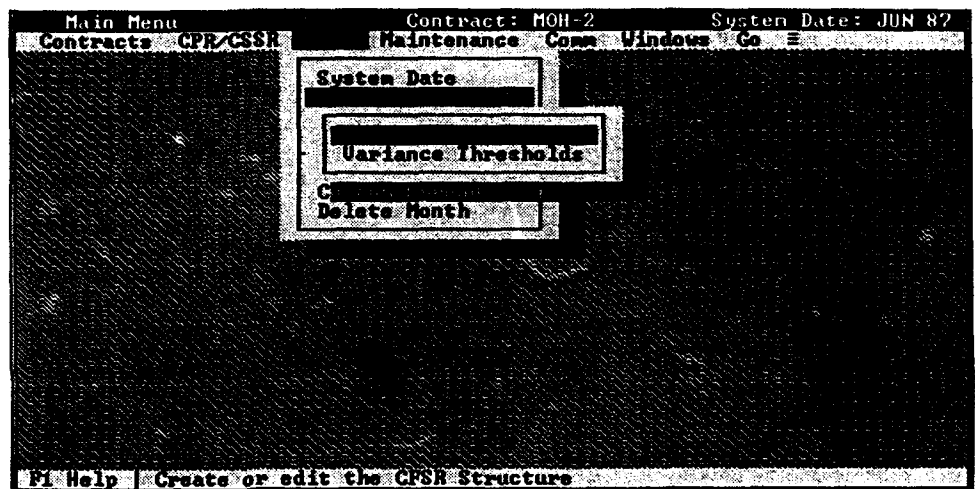 Main Menu Contract: MOH-2 System Date: JUN 87
Contracts CPR/CSSR Maintenance Comm Windows Go ≡
System Date
Variance Thresholds
C
Delete Month
F1 Help Create or edit the CFSR Structure